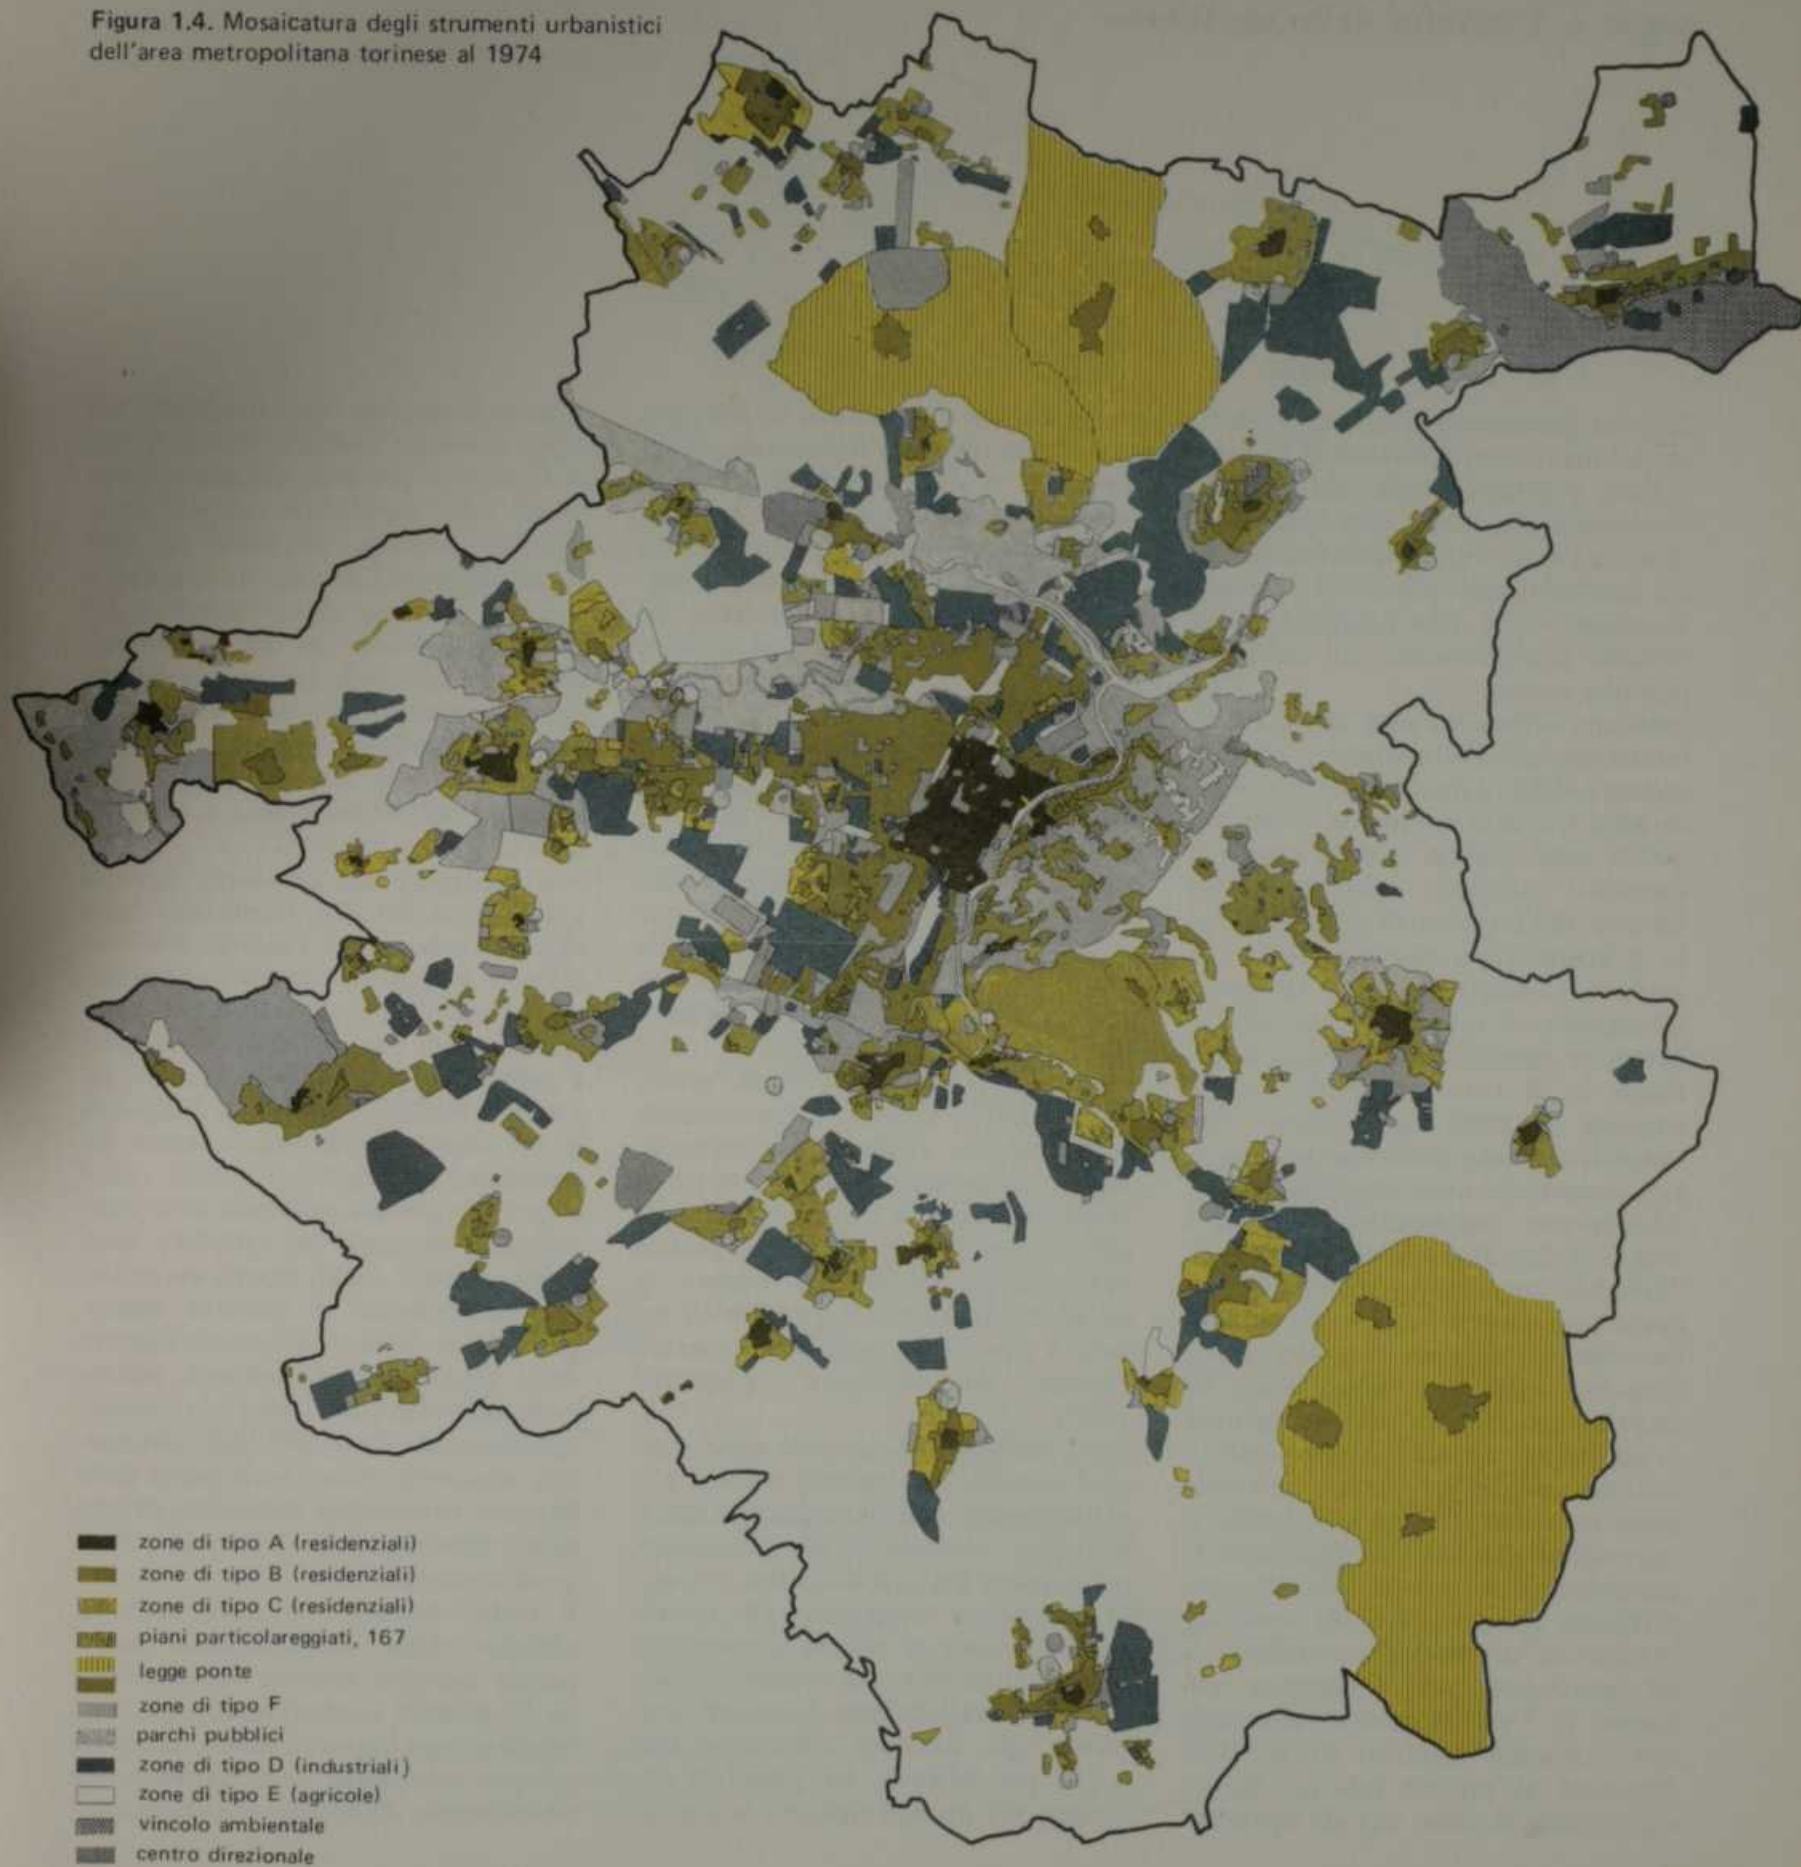 Figura 1.4. Mosaicatura degli strumenti urbanistici
dell'area metropolitana torinese al 1974
zone di tipo A (residenziali)
zone di tipo B (residenziali)
zone di tipo C (residenziali)
piani particolareggiati, 167
legge ponte
zone di tipo F
parchi pubblici
zone di tipo D (industriali)
zone di tipo E (agricole)
vincolo ambientale
centro direzionale